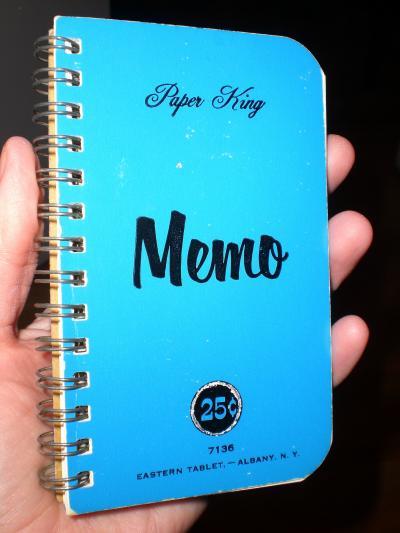 Paper King
Memo
25¢
7136
EASTERN TABLET,—ALBANY, N. Y.